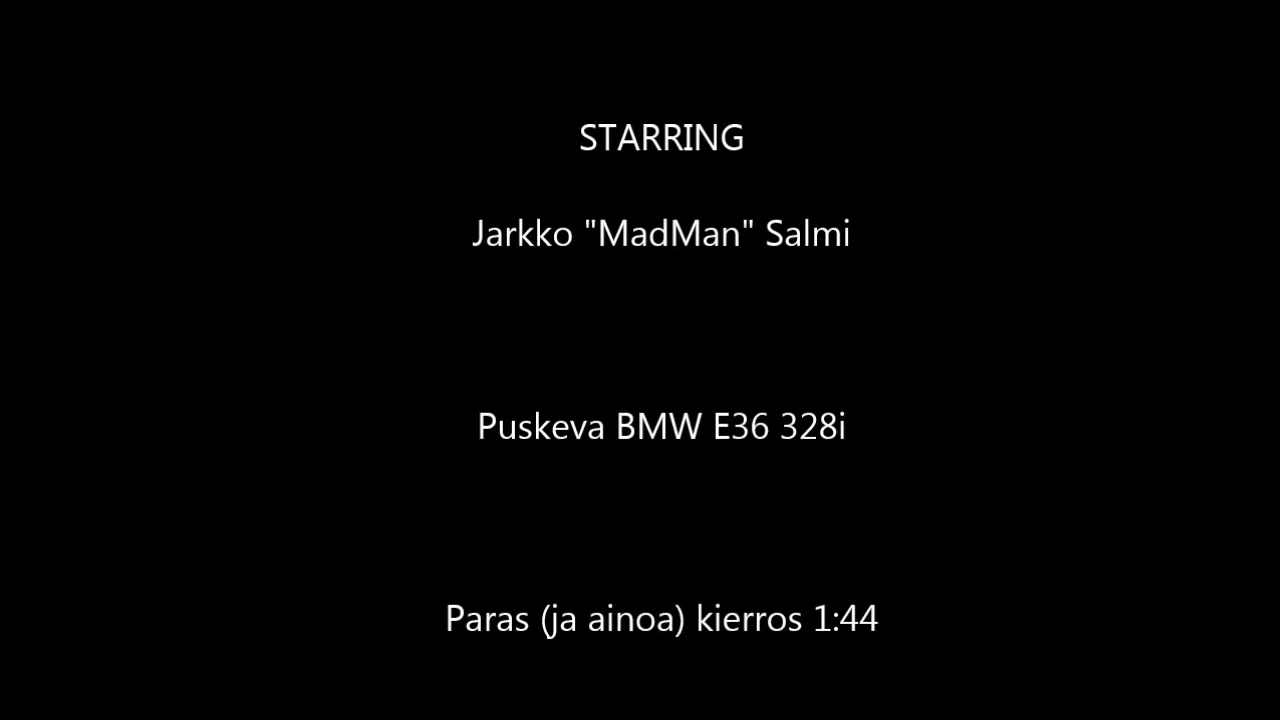 STARRING
Jarkko "MadMan" Salmi
Puskeva BMW E36 328i
Paras (ja ainoa) kierros 1:44